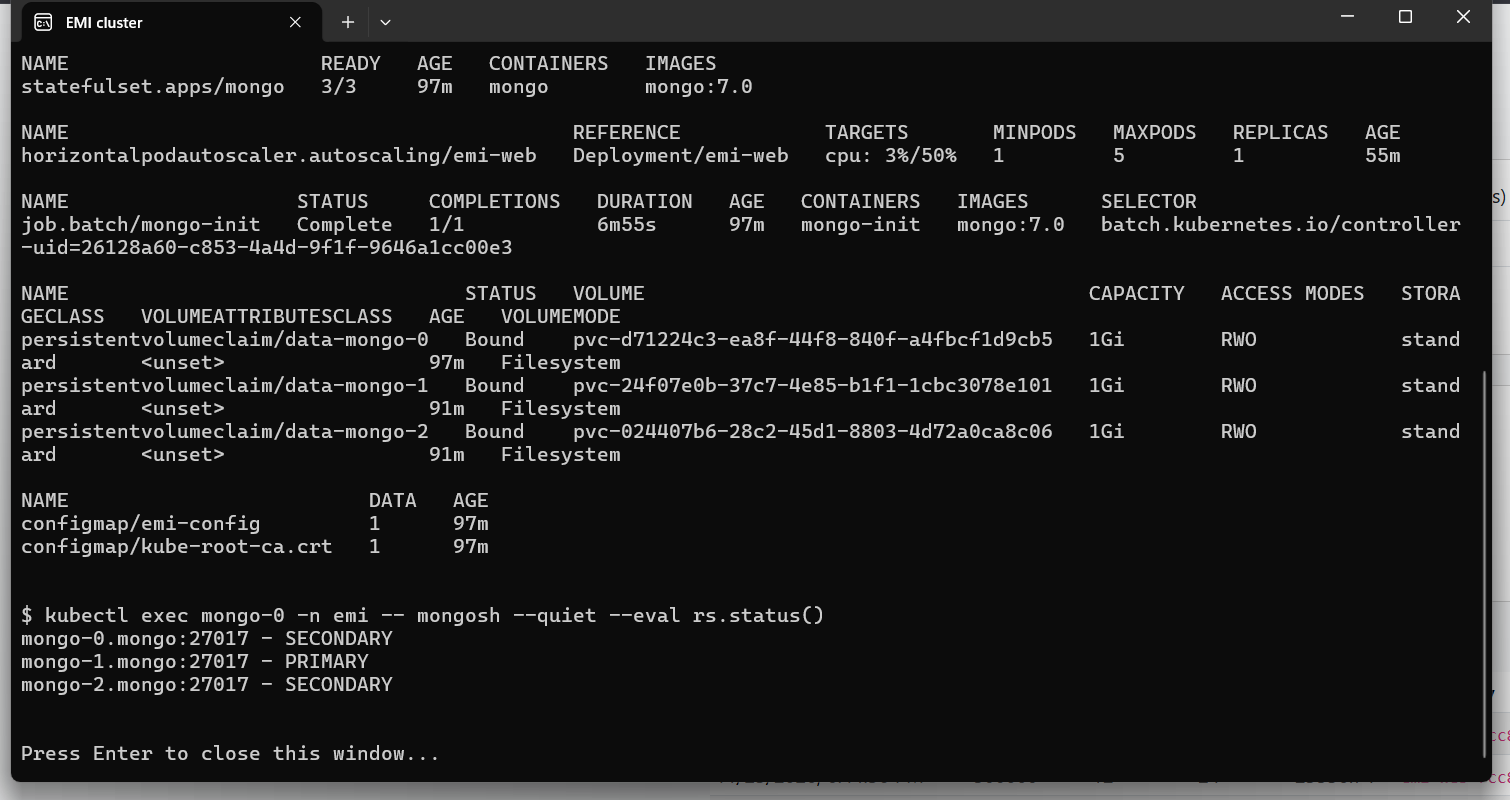 EMI cluster
NAME READY AGE CONTAINERS IMAGES
statefulset.apps/mongo 3/3 97m mongo mongo:7.0
NAME REFERENCE TARGETS MINPODS MAXPODS REPLICAS AGE
horizontalpodautoscaler.autoscaling/emi-web Deployment/emi-web cpu: 3%/50% 1 5 1 55m
NAME STATUS COMPLETIONS DURATION AGE CONTAINERS IMAGES SELECTOR
job.batch/mongo-init Complete 1/1 6m55s 97m mongo-init mongo:7.0 batch.kubernetes.io/controller
-uid=26128a60-c853-4a4d-9f1f-9646a1cc00e3
NAME STATUS VOLUME CAPACITY ACCESS MODES STORA
GECLASS VOLUMEATTRIBUTESCLASS AGE VOLUMEMODE
persistentvolumeclaim/data-mongo-0 Bound pvc-d71224c3-ea8f-44f8-840f-a4fbcf1d9cb5 1Gi RWO stand
ard <unset> 97m Filesystem
persistentvolumeclaim/data-mongo-1 Bound pvc-24f07e0b-37c7-4e85-b1f1-1cbc3078e101 1Gi RWO stand
ard <unset> 91m Filesystem
persistentvolumeclaim/data-mongo-2 Bound pvc-024407b6-28c2-45d1-8803-4d72a0ca8c06 1Gi RWO stand
ard <unset> 91m Filesystem
NAME DATA AGE
configmap/emi-config 1 97m
configmap/kube-root-ca.crt 1 97m
$ kubectl exec mongo-0 -n emi -- mongosh --quiet --eval rs.status()
mongo-0.mongo:27017 - SECONDARY
mongo-1.mongo:27017 - PRIMARY
mongo-2.mongo:27017 - SECONDARY
Press Enter to close this window...